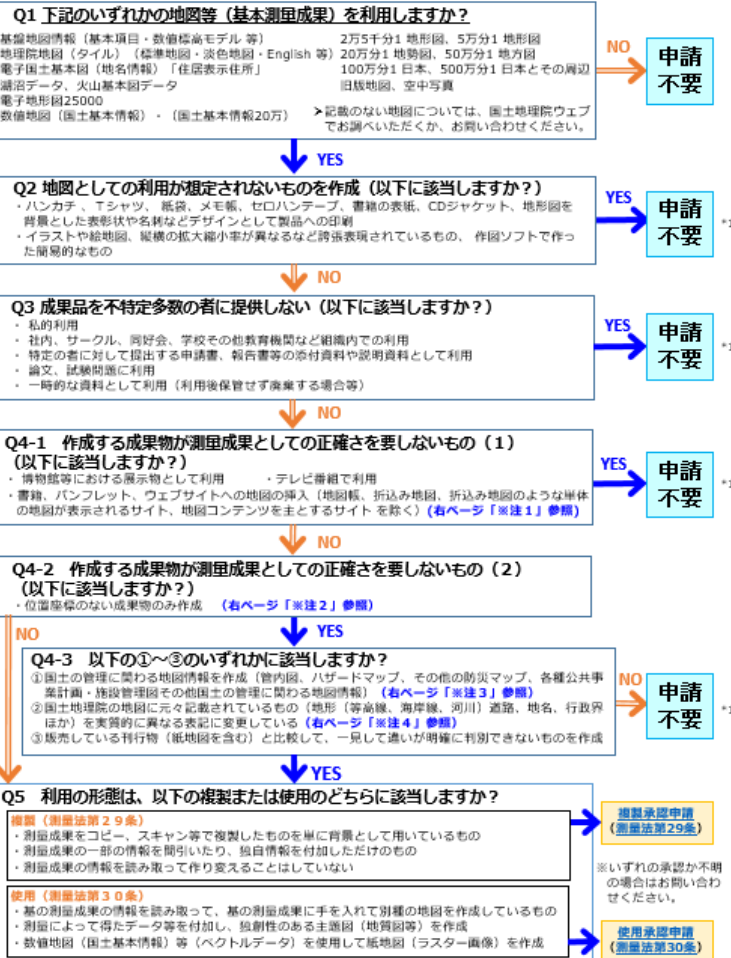 Q1 下記のいずれかの地図等(基本測量成果)を利用しますか?
基盤地図情報(基本項目・数値標高モデル 等)
地理院地図(タイル)(標準地図・淡色地図・English 等)
電子国土基本図(地名情報)「住居表示住所」
湖沼データ、火山基本図データ
電子地形図25000
数値地図(国土基本情報)・(国土基本情報20万)
2万5千分1 地形図、5万分1 地形図
20万分1 地勢図、50万分1 地方図
100万分1 日本、500万分1 日本とその周辺
旧版地図、空中写真
➤記載のない地図については、国土地理院ウェブ
でお調べいただくか、お問い合わせください。
NO
申請
不要
YES
Q2 地図としての利用が想定されないものを作成(以下に該当しますか?)
・ハンカチ 、Tシャツ、 紙袋、メモ帳、セロハンテープ、書籍の表紙、CDジャケット、地形図を
背景とした表彰状や名刺などデザインとして製品への印刷
・イラストや絵地図、縦横の拡大縮小率が異なるなど誇張表現されているもの、 作図ソフトで作っ
た簡易的なもの
YES
申請
不要
*1
NO
Q3 成果品を不特定多数の者に提供しない(以下に該当しますか?)
・ 私的利用
・ 社内、サークル、同好会、学校その他教育機関など組織内での利用
・ 特定の者に対して提出する申請書、報告書等の添付資料や説明資料として利用
・ 論文、試験問題に利用
・ 一時的な資料として利用(利用後保管せず廃棄する場合等)
YES
申請
不要
*1
NO
Q4-1 作成する成果物が測量成果としての正確さを要しないもの(1)
(以下に該当しますか?)
・ 博物館等における展示物として利用 ・テレビ番組で利用
・書籍、パンフレット、ウェブサイトへの地図の挿入(地図帳、折込み地図、折込み地図のような単体
の地図が表示されるサイト、地図コンテンツを主とするサイト を除く)(右ページ「※注1」参照)
YES
申請
不要
*1
NO
Q4-2 作成する成果物が測量成果としての正確さを要しないもの(2)
(以下に該当しますか?)
・位置座標のない成果物のみ作成 (右ページ「※注2」参照)
NO
YES
Q4-3 以下の①~③のいずれかに該当しますか?
①国土の管理に関わる地図情報を作成(管内図、ハザードマップ、その他の防災マップ、各種公共事
業計画・施設管理図その他国土の管理に関わる地図情報)(右ページ「※注3」参照)
②国土地理院の地図に元々記載されているもの(地形(等高線、海岸線、河川)道路、地名、行政界
ほか)を実質的に異なる表記に変更している(右ページ「※注4」参照)
③販売している刊行物(紙地図を含む)と比較して、一見して違いが明確に判別できないものを作成
NO
申請
不要
*1
YES
Q5 利用の形態は、以下の複製または使用のどちらに該当しますか?
複製(測量法第29条)
・測量成果をコピー、スキャン等で複製したものを単に背景として用いているもの
・測量成果の一部の情報を間引いたり、独自情報を付加しただけのもの
・測量成果の情報を読み取って作り変えることはしていない
複製承認申請
(測量法第29条)
※いずれの承認か不明
の場合はお問い合わ
せください。
使用(測量法第30条)
・基の測量成果の情報を読み取って、基の測量成果に手を入れて別種の地図を作成しているもの
・測量によって得たデータ等を付加し、独創性のある主題図(地質図等)を作成
・数値地図(国土基本情報)等(ベクトルデータ)を使用して紙地図(ラスター画像)を作成
使用承認申請
(測量法第30条)